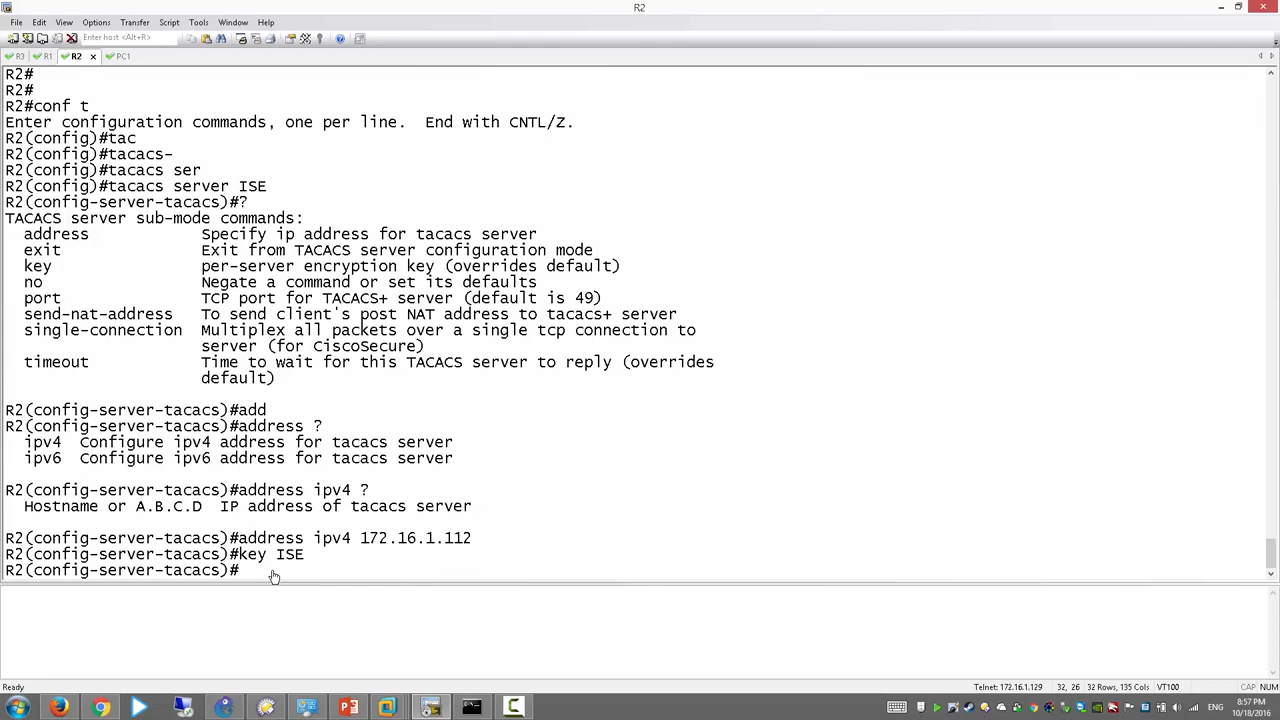 R2
File Edit View Options Transfer Script Tools Window Help
Enter host <Alt+R>
R3 R1 R2 PC1
R2#
R2#
R2#conf t
Enter configuration commands, one per line.  End with CNTL/Z.
R2(config)#tac
R2(config)#tacacs-
R2(config)#tacacs ser
R2(config)#tacacs server ISE
R2(config-server-tacacs)#?
TACACS server sub-mode commands:
address Specify ip address for tacacs server
exit Exit from TACACS server configuration mode
key per-server encryption key (overrides default)
no Negate a command or set its defaults
port TCP port for TACACS+ server (default is 49)
send-nat-address To send client's post NAT address to tacacs+ server
single-connection Multiplex all packets over a single tcp connection to
server (for CiscoSecure)
timeout Time to wait for this TACACS server to reply (overrides
default)
R2(config-server-tacacs)#add
R2(config-server-tacacs)#address ?
ipv4 Configure ipv4 address for tacacs server
ipv6 Configure ipv6 address for tacacs server
R2(config-server-tacacs)#address ipv4 ?
Hostname or A.B.C.D IP address of tacacs server
R2(config-server-tacacs)#address ipv4 172.16.1.112
R2(config-server-tacacs)#key ISE
R2(config-server-tacacs)#
Ready Telnet: 172.16.1.129 32, 26 32 Rows, 135 Cols VT100 CAP NUM
ENG 8:57 PM
10/18/2016